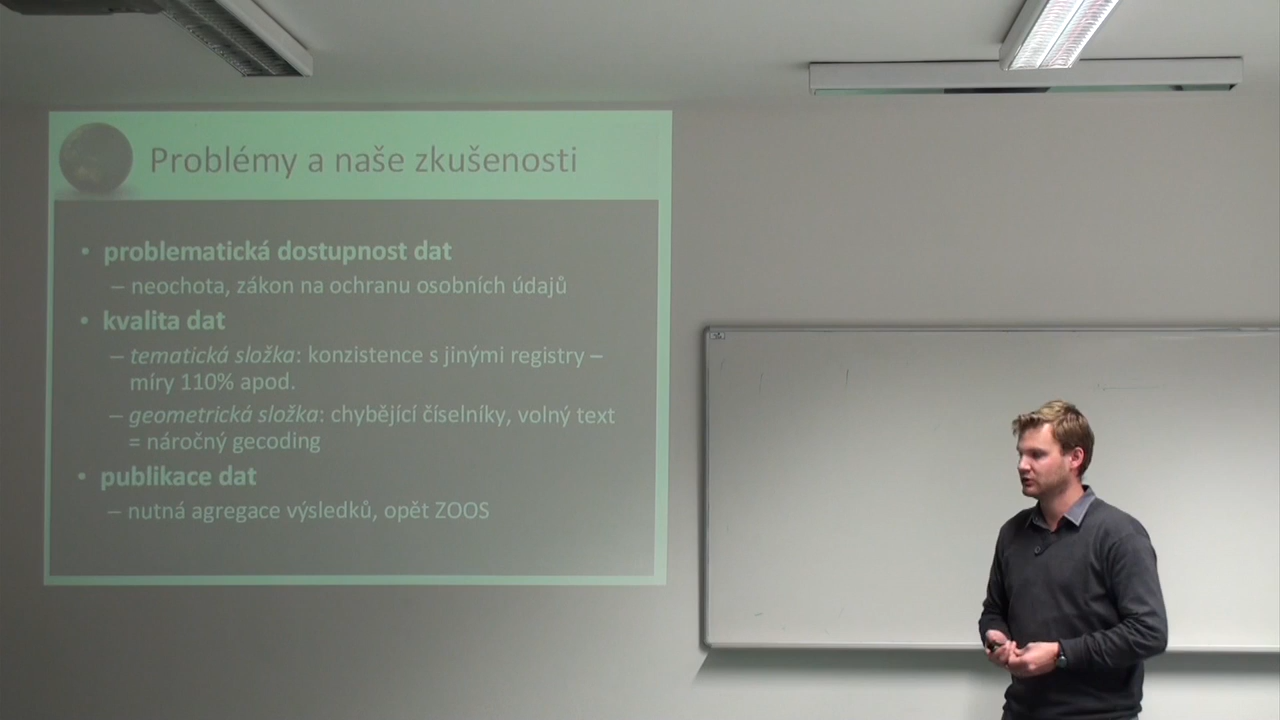 Problémy a naše zkušenosti
• problematická dostupnost dat
– neochota, zákon na ochranu osobních údajů
• kvalita dat
– tematická složka: konzistence s jinými registry –
míry 110% apod.
– geometrická složka: chybějící číselníky, volný text
= náročný gecoding
• publikace dat
– nutná agregace výsledků, opět ZOOS